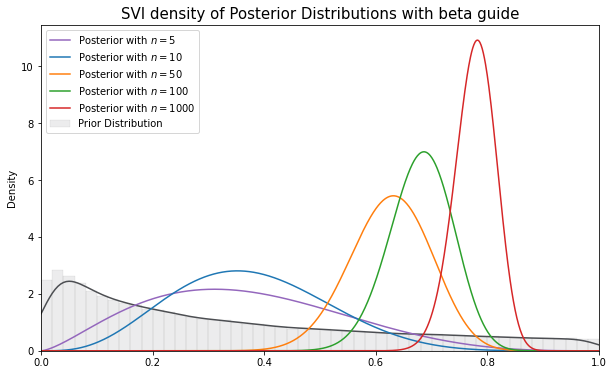 SVI density of Posterior Distributions with beta guide
Posterior with n = 5
Posterior with n = 10
Posterior with n = 50
Posterior with n = 100
Posterior with n = 1000
Prior Distribution
Density
10
8
6
4
2
0
0.0 0.2 0.4 0.6 0.8 1.0